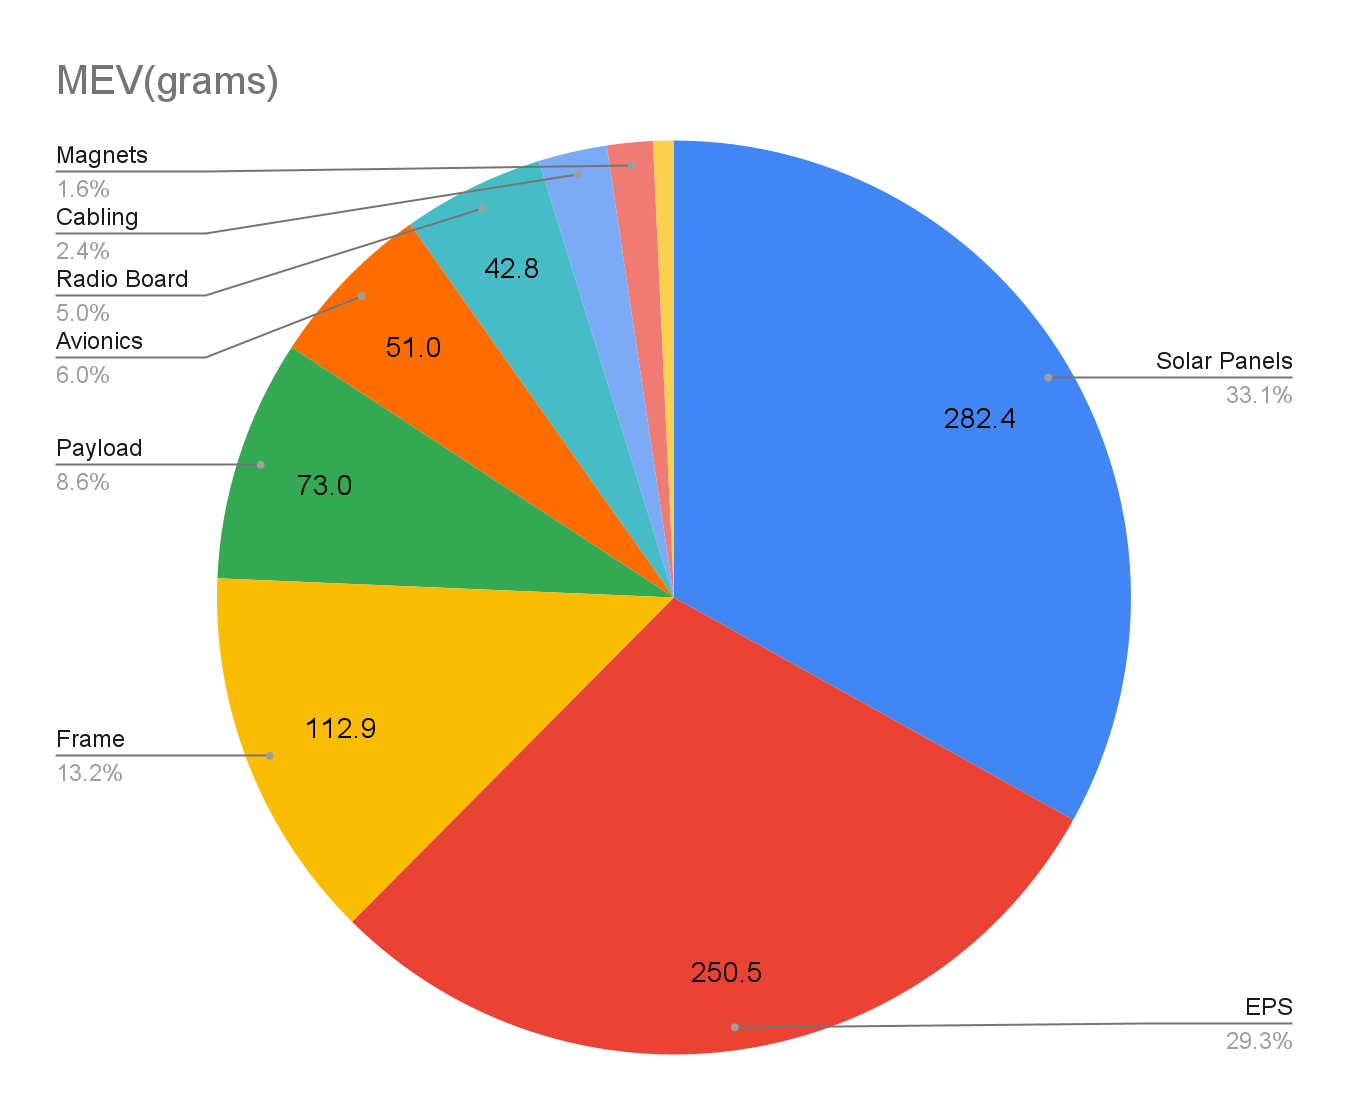 MEV(grams)
Magnets
1.6%
Cabling
2.4%
Radio Board
5.0%
Avionics
6.0%
Payload
8.6%
Frame
13.2%
Solar Panels
33.1%
EPS
29.3%
42.8
51.0
73.0
112.9
282.4
250.5